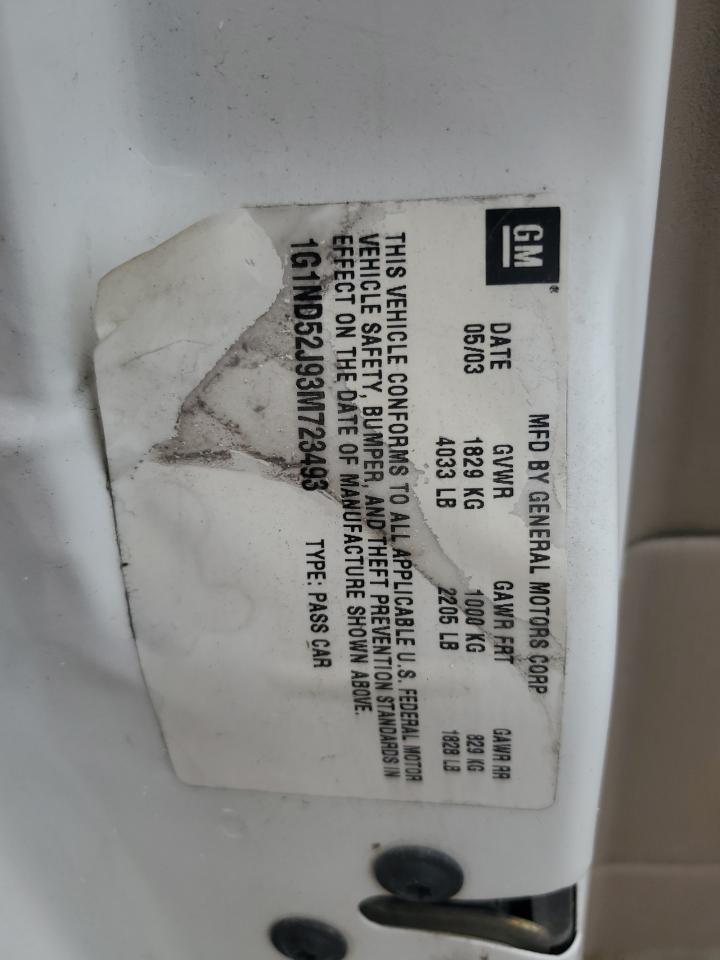 GM®
MFD BY GENERAL MOTORS CORP
DATE GVWR GAWR FRT GAWR RR
05/03 1829 KG 1000 KG 829 KG
4033 LB 2205 LB 1828 LB
THIS VEHICLE CONFORMS TO ALL APPLICABLE U.S. FEDERAL MOTOR
VEHICLE SAFETY, BUMPER, AND THEFT PREVENTION STANDARDS IN
EFFECT ON THE DATE OF MANUFACTURE SHOWN ABOVE.
1G1ND52J93M723493 TYPE: PASS CAR